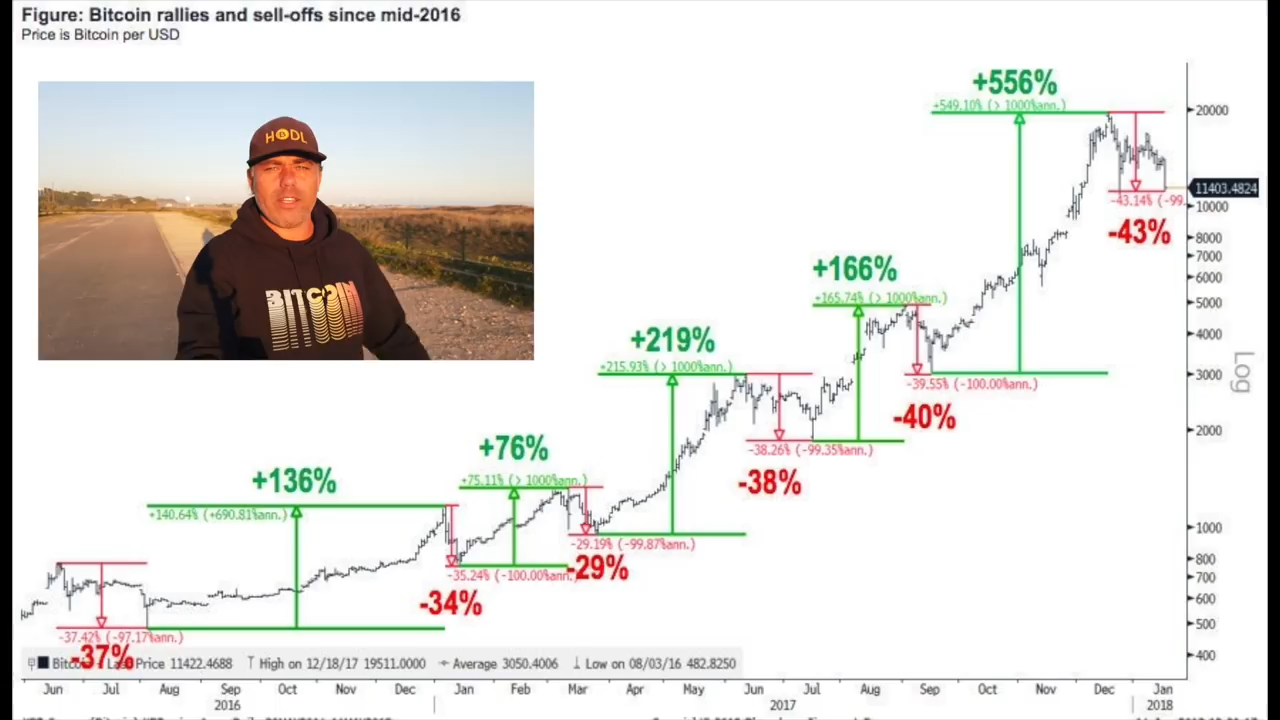 Figure: Bitcoin rallies and sell-offs since mid-2016
Price is Bitcoin per USD
HODL
BITCOIN
+556%
+549.10% (> 1000%ann.)
20000
11403.4824
10000
-43.14% (-99.
-43%
8000
7000
6000
5000
4000
3000
2000
1000
800
700
600
500
400
Log
+166%
+165.74% (> 1000%ann.)
-39.55% (-100.00%ann.)
-40%
+219%
+215.93% (> 1000%ann.)
-38.26% (-99.35%ann.)
-38%
+76%
+75.11% (> 1000%ann.)
-29.19% (-99.87%ann.)
-29%
+136%
+140.64% (+690.81%ann.)
-35.24% (-100.00%ann.
-34%
-37.42% (-97.17%ann.)
-37%
Last Price 11422.4688 High on 12/18/17 19511.0000 Average 3050.4006 Low on 08/03/16 482.8250
Jun Jul Aug Sep Oct Nov Dec Jan Feb Mar Apr May Jun Jul Aug Sep Oct Nov Dec Jan
2016 2017 2018